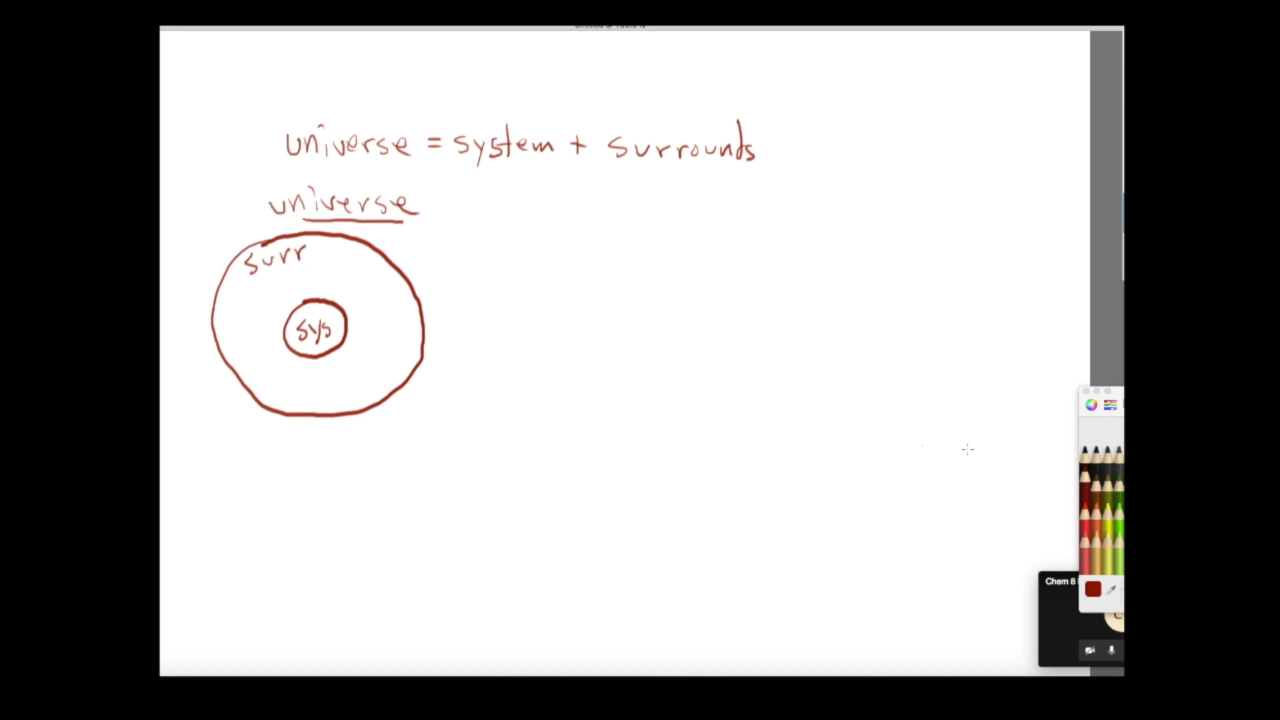 universe = system + surrounds
universe
surr
sys
Chem 8